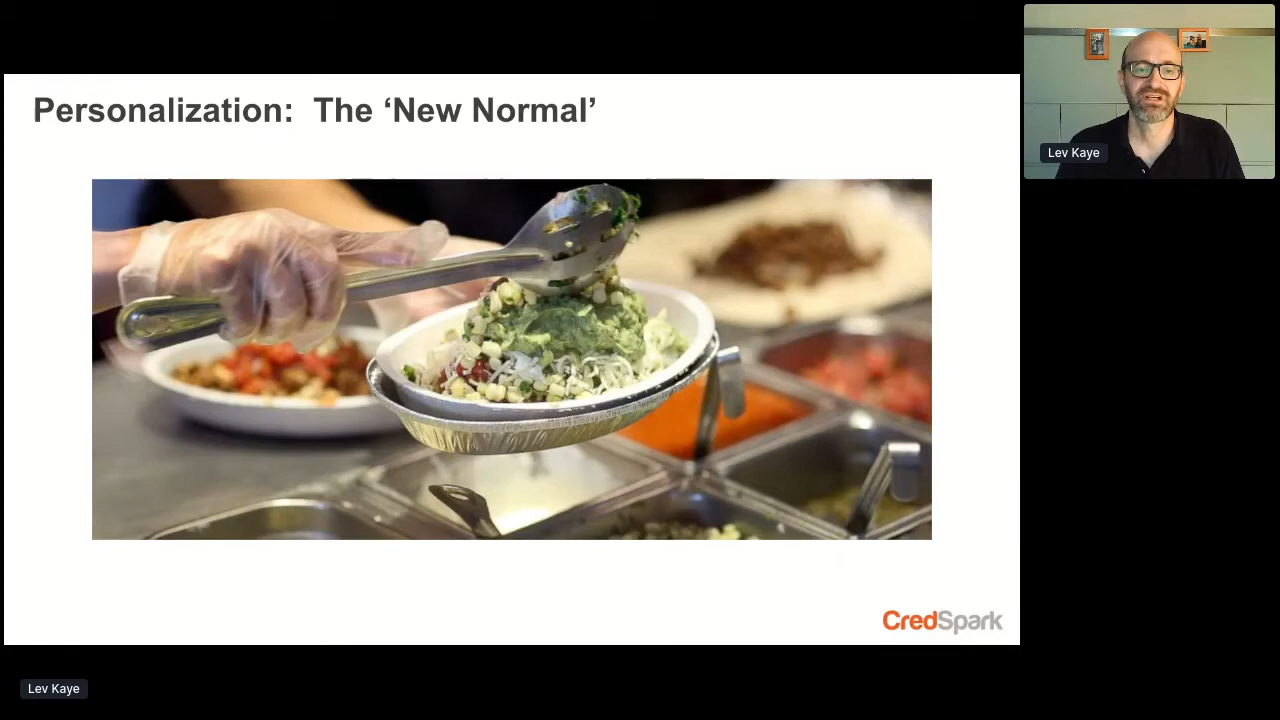 Personalization:  The ‘New Normal’
Lev Kaye
CredSpark
Lev Kaye